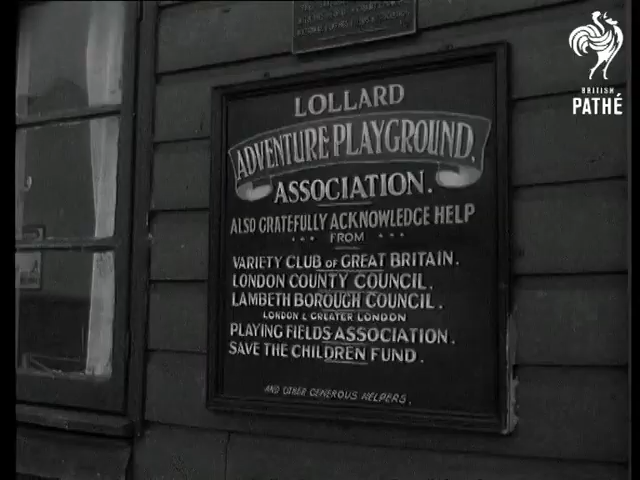 LOLLARD
ADVENTURE PLAYGROUND.
ASSOCIATION.
ALSO GRATEFULLY ACKNOWLEDGE HELP
FROM
VARIETY CLUB OF GREAT BRITAIN.
LONDON COUNTY COUNCIL.
LAMBETH BOROUGH COUNCIL.
LONDON & GREATER LONDON
PLAYING FIELDS ASSOCIATION.
SAVE THE CHILDREN FUND.
AND OTHER GENEROUS HELPERS.
BRITISH
PATHÉ